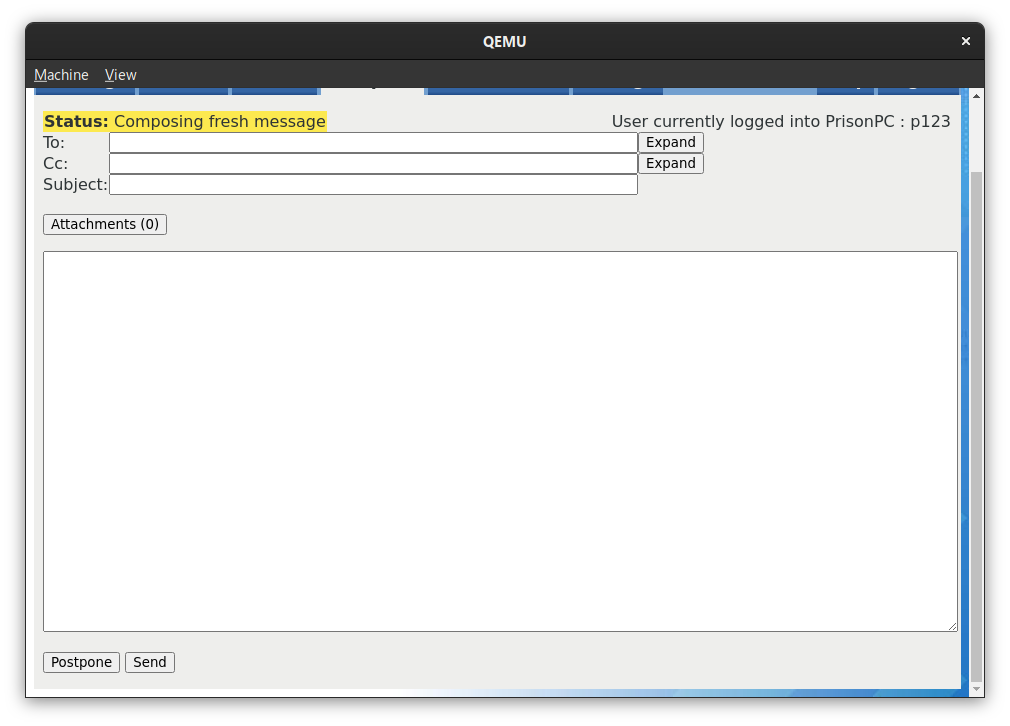 QEMU
Machine View
Status: Composing fresh message User currently logged into PrisonPC : p123
To: Expand
Cc: Expand
Subject:
Attachments (0)
Postpone Send